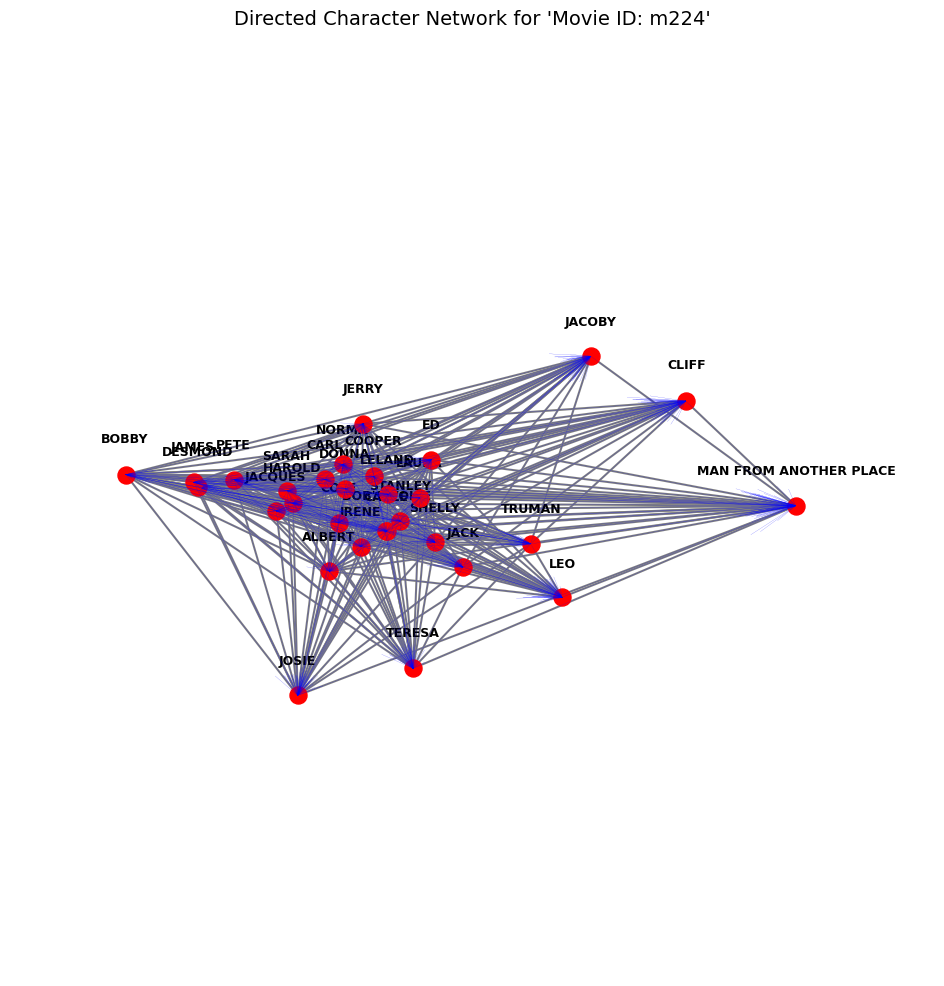 Directed Character Network for 'Movie ID: m224'
JACOBY
CLIFF
JERRY
ED
NORMA
BOBBY
COOPER
JAMES
PETE
CARL
DESMOND
SARAH
DONNA
LELAND
LAURA
HAROLD
MAN FROM ANOTHER PLACE
JACQUES
STANLEY
IRENE
SHELLY
TRUMAN
ALBERT
JACK
LEO
TERESA
JOSIE